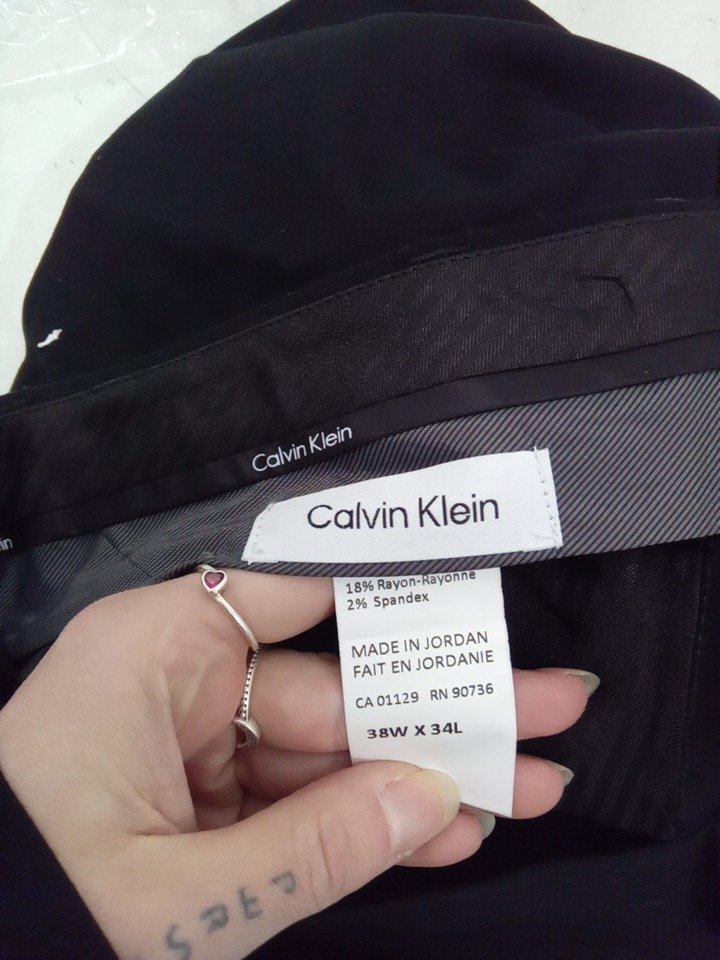 Calvin Klein
in
Calvin Klein
18% Rayon-Rayonne
2% Spandex
MADE IN JORDAN
FAIT EN JORDANIE
CA 01129 RN 90736
38W X 34L